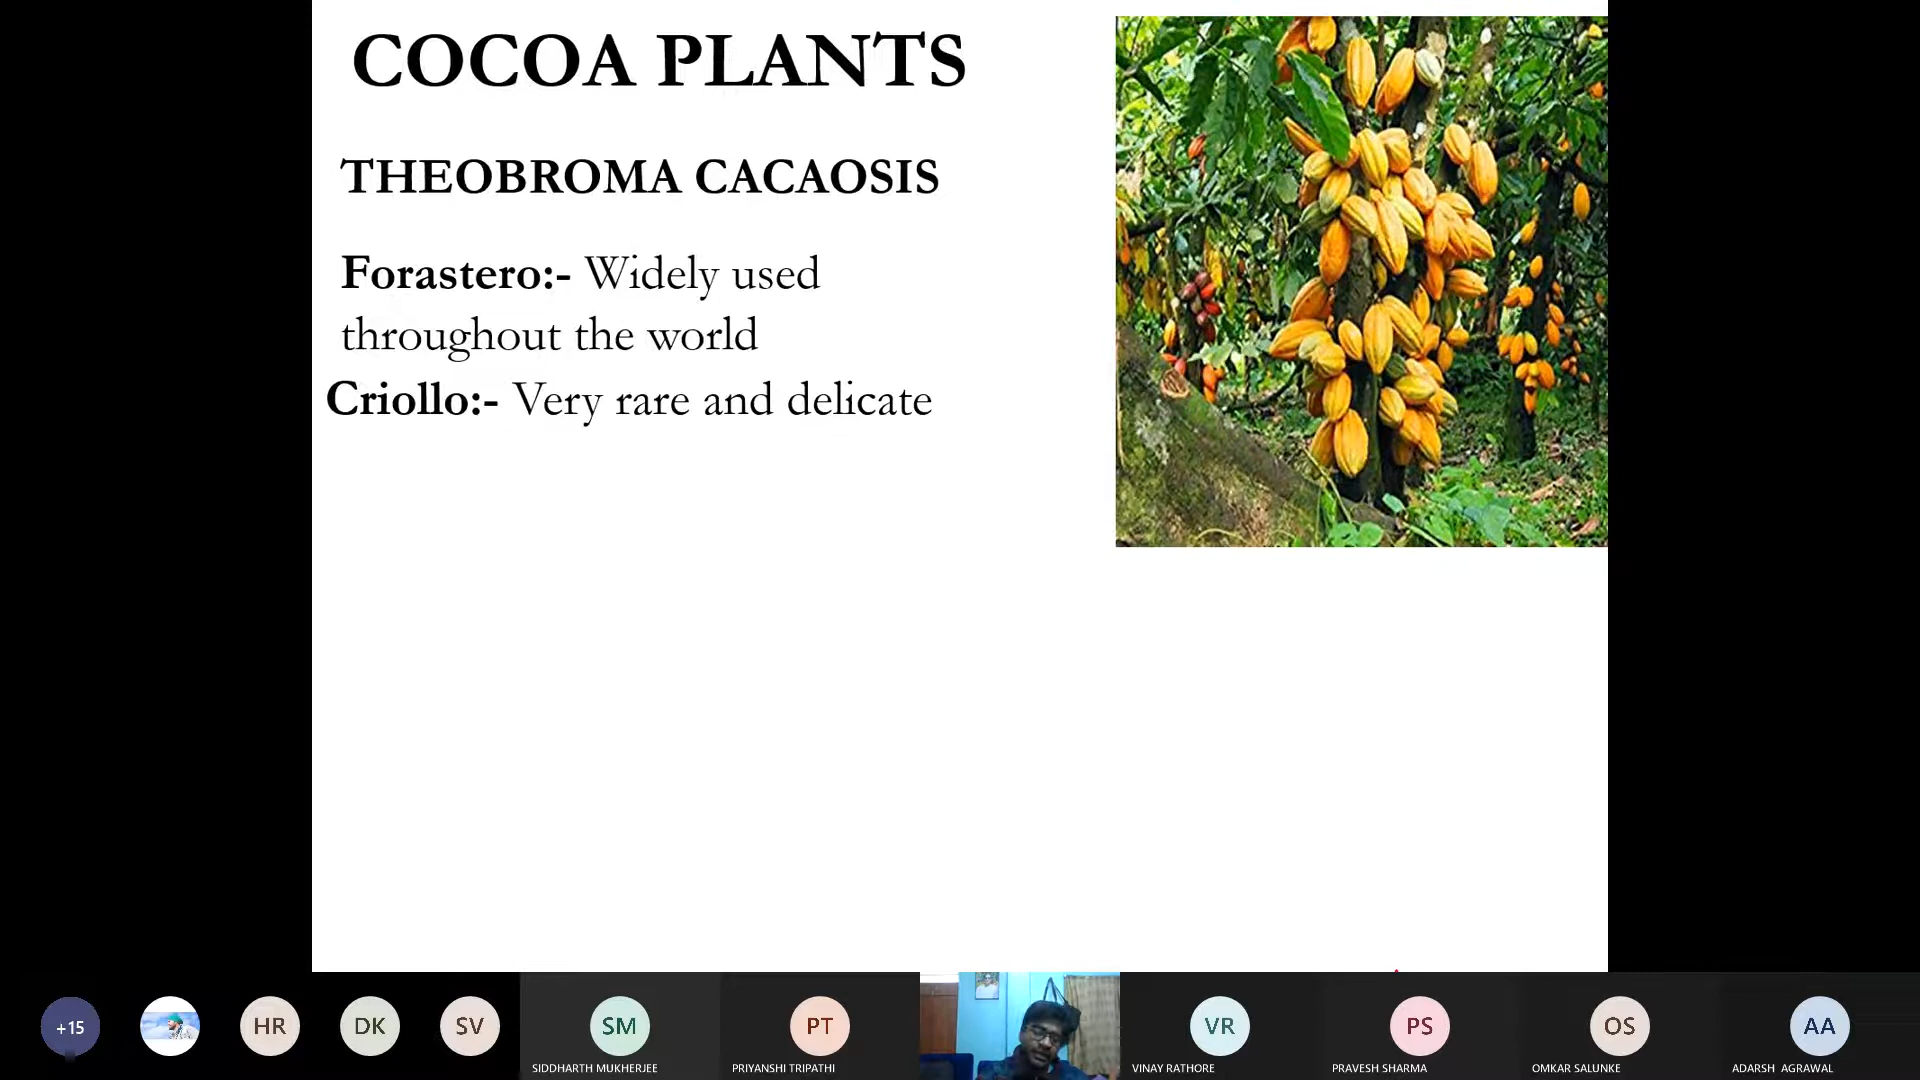 COCOA PLANTS
THEOBROMA CACAOSIS
Forastero:- Widely used
throughout the world
Criollo:- Very rare and delicate
+15
HR
DK
SV
SM
SIDDHARTH MUKHERJEE
PT
PRIYANSHI TRIPATHI
VR
VINAY RATHORE
PS
PRAVESH SHARMA
OS
OMKAR SALUNKE
AA
ADARSH AGRAWAL